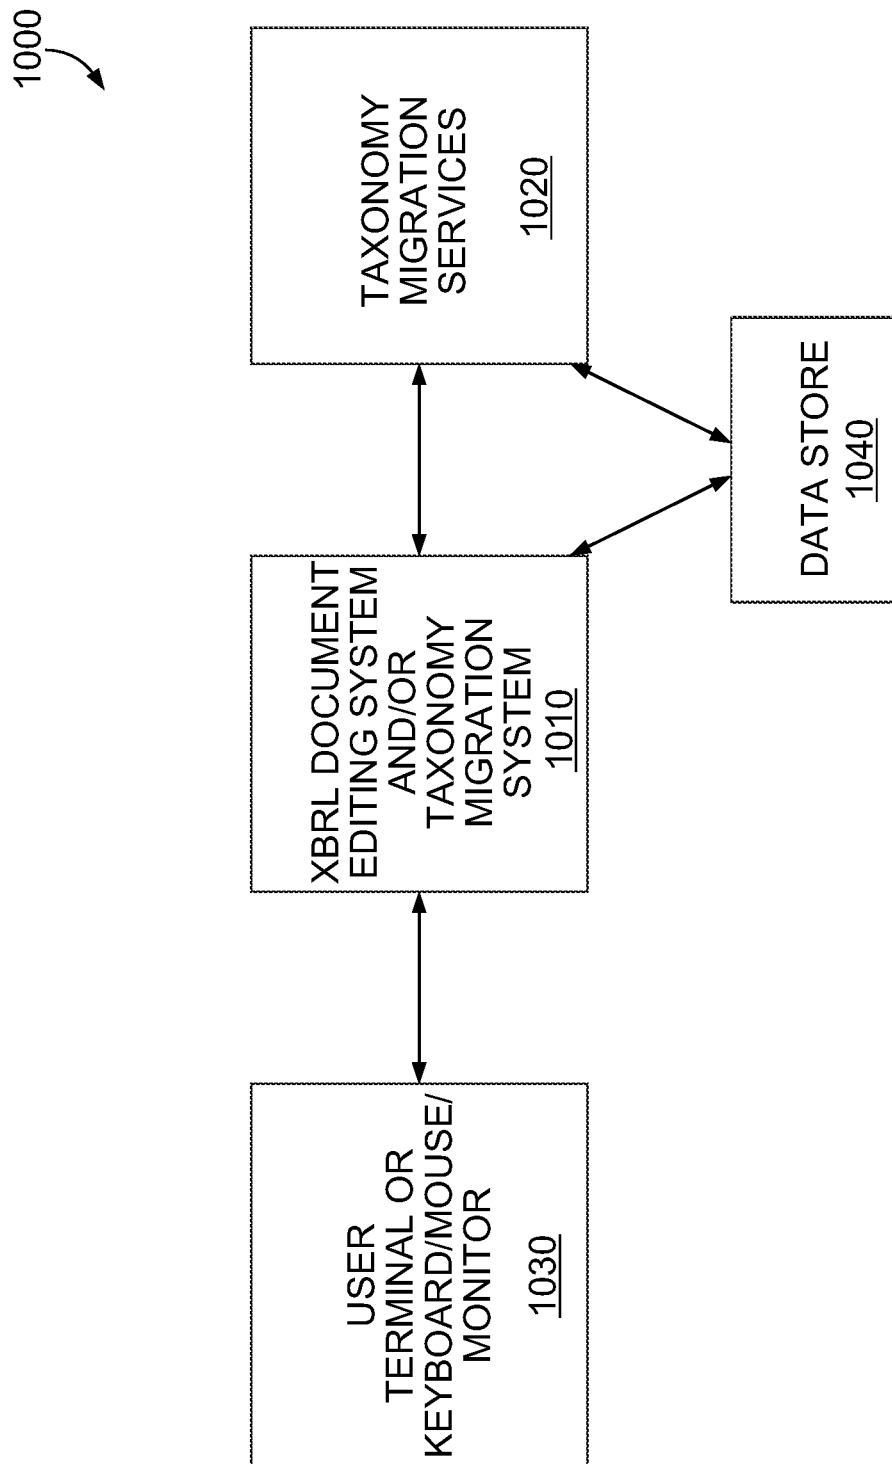 1000
USER
TERMINAL OR
KEYBOARD/MOUSE/
MONITOR
1030
XBRL DOCUMENT
EDITING SYSTEM
AND/OR
TAXONOMY
MIGRATION
SYSTEM
1010
TAXONOMY
MIGRATION
SERVICES
1020
DATA STORE
1040